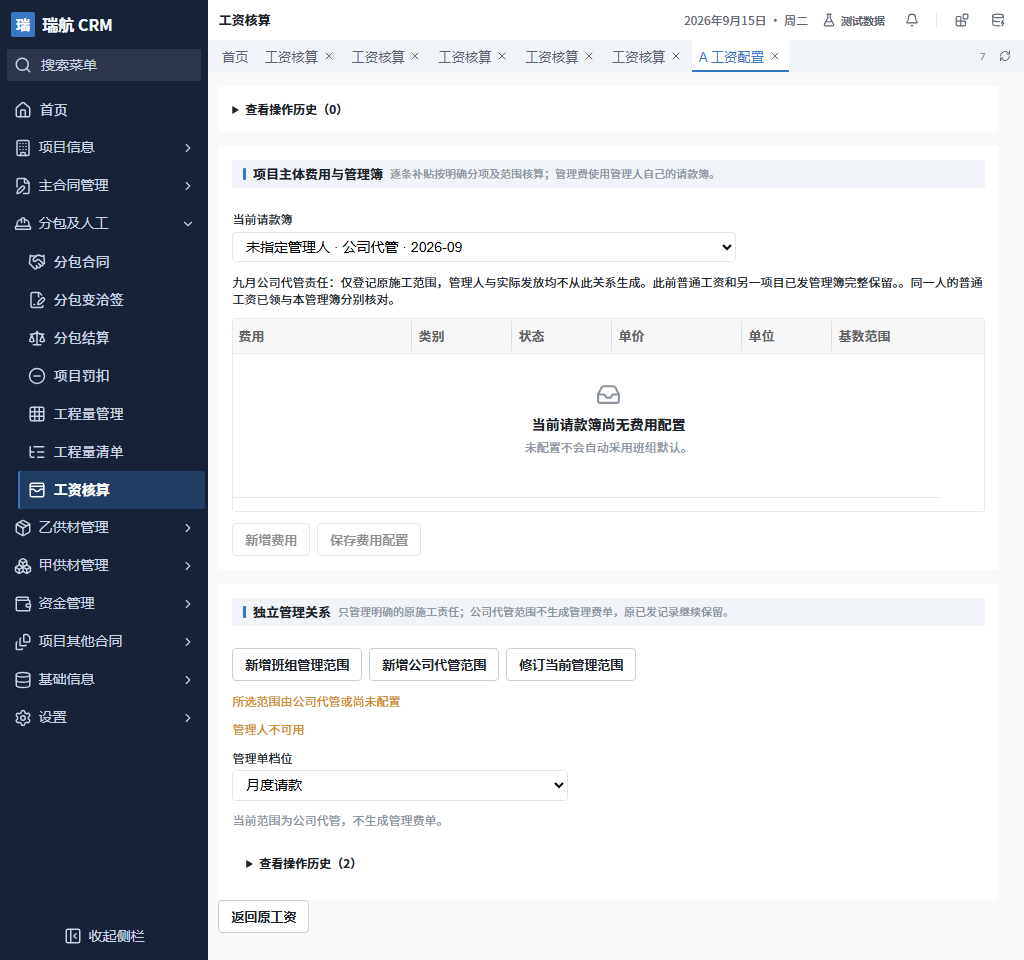 瑞 瑞航 CRM
搜索菜单
首页
项目信息
主合同管理
分包及人工
分包合同
分包变洽签
分包结算
项目罚扣
工程量管理
工程量清单
工资核算
乙供材管理
甲供材管理
资金管理
项目其他合同
基础信息
设置
收起侧栏
工资核算
2026年9月15日 · 周二 测试数据
首页 工资核算 × 工资核算 × 工资核算 × 工资核算 × 工资核算 × A 工资配置 × 7
▶ 查看操作历史（0）
项目主体费用与管理簿 逐条补贴按明确分项及范围核算；管理费使用管理人自己的请款簿。
当前请款簿
未指定管理人 · 公司代管 · 2026-09
九月公司代管责任：仅登记原施工范围，管理人与实际发放均不从此关系生成。此前普通工资和另一项目已发管理簿完整保留。。同一人的普通
工资已领与本管理簿分别核对。
费用 类别 状态 单价 单位 基数范围
当前请款簿尚无费用配置
未配置不会自动采用班组默认。
新增费用 保存费用配置
独立管理关系 只管理明确的原施工责任；公司代管范围不生成管理费单，原已发记录继续保留。
新增班组管理范围 新增公司代管范围 修订当前管理范围
所选范围由公司代管或尚未配置
管理人不可用
管理单档位
月度请款
当前范围为公司代管，不生成管理费单。
▶ 查看操作历史（2）
返回原工资